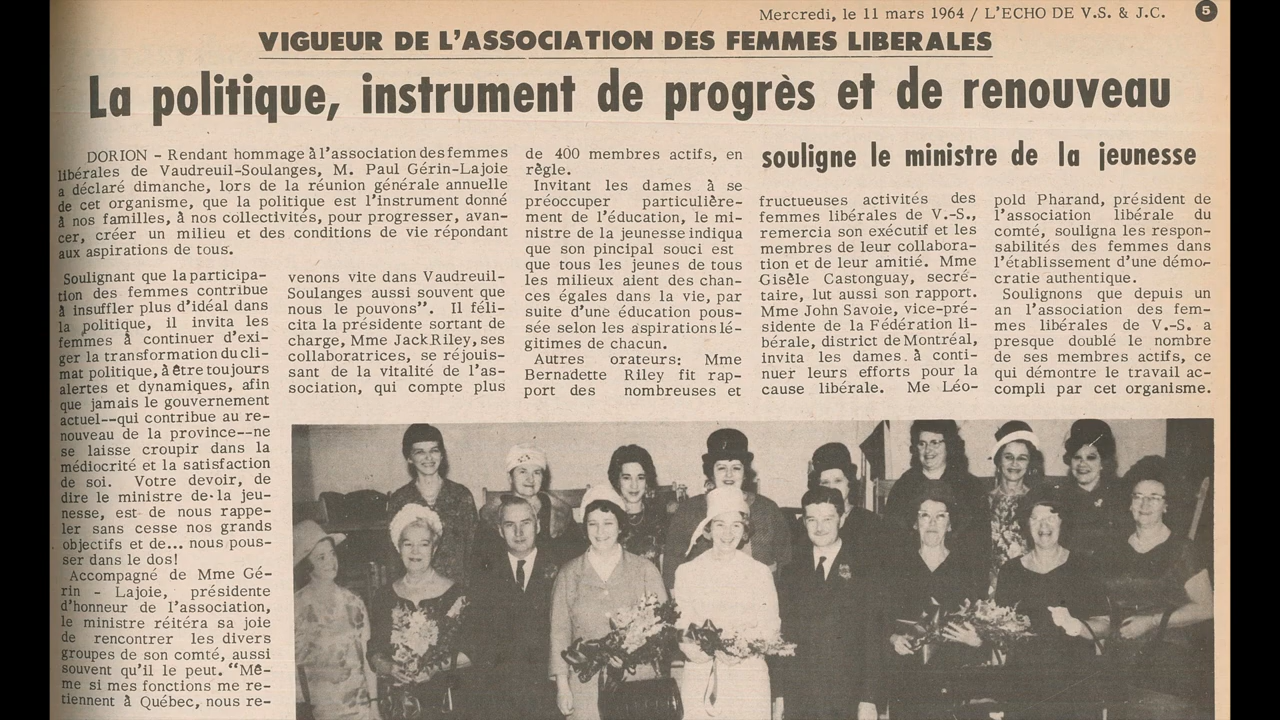 Mercredi, le 11 mars 1964 / L'ECHO DE V.S. & J.C.
5
VIGUEUR DE L'ASSOCIATION DES FEMMES LIBERALES
La politique, instrument de progrès et de renouveau
souligne le ministre de la jeunesse
DORION - Rendant hommage à l'association des femmes
libérales de Vaudreuil-Soulanges, M. Paul Gérin-Lajoie
a déclaré dimanche, lors de la réunion générale annuelle
de cet organisme, que la politique est l'instrument donné
à nos familles, à nos collectivités, pour progresser, avan-
cer, créer un milieu et des conditions de vie répondant
aux aspirations de tous.
Soulignant que la participa-
tion des femmes contribue
à insuffler plus d'idéal dans
la politique, il invita les
femmes à continuer d'exi-
ger la transformation du cli-
mat politique, à être toujours
alertes et dynamiques, afin
que jamais le gouvernement
actuel--qui contribue au re-
nouveau de la province--ne
se laisse croupir dans la
médiocrité et la satisfaction
de soi. Votre devoir, de
dire le ministre de la jeu-
nesse, est de nous rappe-
ler sans cesse nos grands
objectifs et de... nous pous-
ser dans le dos!
Accompagné de Mme Gé-
rin - Lajoie, présidente
d'honneur de l'association,
le ministre réitéra sa joie
de rencontrer les divers
groupes de son comté, aussi
souvent qu'il le peut. "Mê-
me si mes fonctions me re-
tiennent à Québec, nous re-
venons vite dans Vaudreuil-
Soulanges aussi souvent que
nous le pouvons". Il féli-
cita la présidente sortant de
charge, Mme Jack Riley, ses
collaboratrices, se réjouis-
sant de la vitalité de l'as-
sociation, qui compte plus
de 400 membres actifs, en
règle.
Invitant les dames à se
préoccuper particulière-
ment de l'éducation, le mi-
nistre de la jeunesse indiqua
que son pincipal souci est
que tous les jeunes de tous
les milieux aient des chan-
ces égales dans la vie, par
suite d'une éducation pous-
sée selon les aspirations lé-
gitimes de chacun.
Autres orateurs: Mme
Bernadette Riley fit rap-
port des nombreuses et
fructueuses activités des
femmes libérales de V.-S.,
remercia son exécutif et les
membres de leur collabora-
tion et de leur amitié. Mme
Gisèle Castonguay, secré-
taire, lut aussi son rapport.
Mme John Savoie, vice-pré-
sidente de la Fédération li-
bérale, district de Montréal,
invita les dames à conti-
nuer leurs efforts pour la
cause libérale. Me Léo-
pold Pharand, président de
l'association libérale du
comté, souligna les respon-
sabilités des femmes dans
l'établissement d'une démo-
cratie authentique.
Soulignons que depuis un
an l'association des fem-
mes libérales de V.-S. a
presque doublé le nombre
de ses membres actifs, ce
qui démontre le travail ac-
compli par cet organisme.